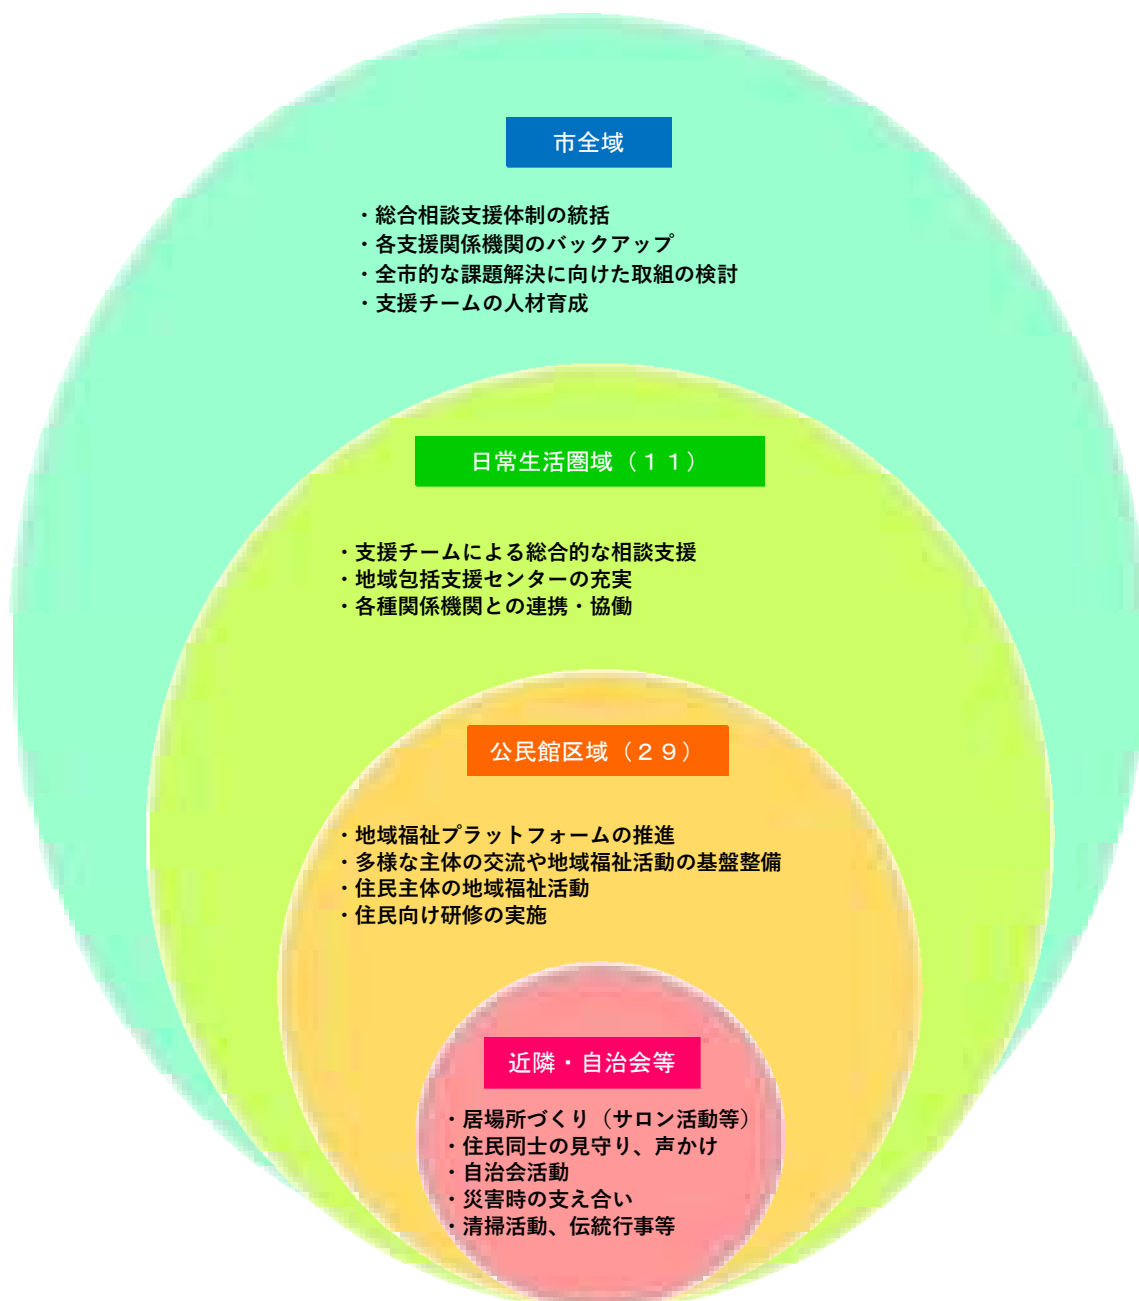 市全域
・総合相談支援体制の統括
・各支援関係機関のバックアップ
・全市的な課題解決に向けた取組の検討
・支援チームの人材育成
日常生活圏域（１１）
・支援チームによる総合的な相談支援
・地域包括支援センターの充実
・各種関係機関との連携・協働
公民館区域（２９）
・地域福祉プラットフォームの推進
・多様な主体の交流や地域福祉活動の基盤整備
・住民主体の地域福祉活動
・住民向け研修の実施
近隣・自治会等
・居場所づくり（サロン活動等）
・住民同士の見守り、声かけ
・自治会活動
・災害時の支え合い
・清掃活動、伝統行事等